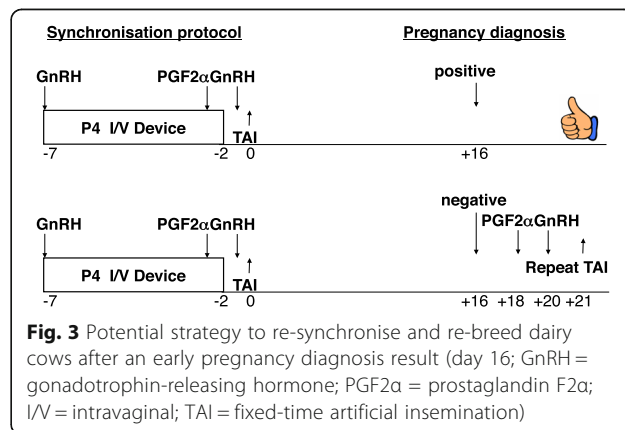 Synchronisation protocol Pregnancy diagnosis
GnRH PGF2αGnRH positive
P4 I/V Device TAI
-7 -2 0 +16
negative
GnRH PGF2αGnRH PGF2αGnRH
P4 I/V Device TAI Repeat TAI
-7 -2 0 +16 +18 +20 +21
Fig. 3 Potential strategy to re-synchronise and re-breed dairy
cows after an early pregnancy diagnosis result (day 16; GnRH =
gonadotrophin-releasing hormone; PGF2α = prostaglandin F2α;
I/V = intravaginal; TAI = fixed-time artificial insemination)